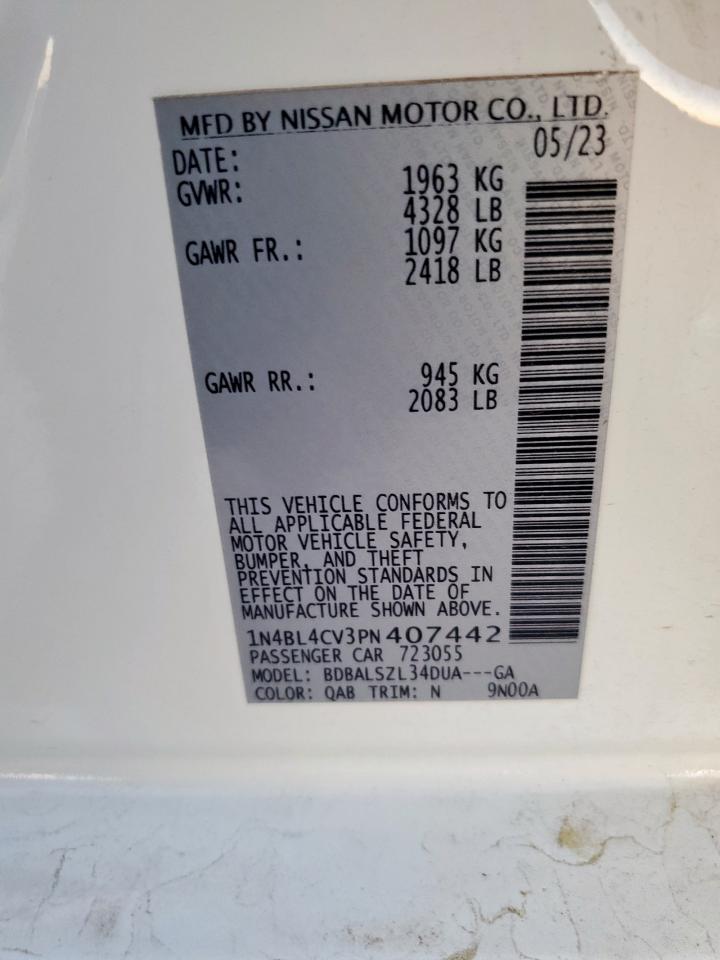 MFD BY NISSAN MOTOR CO., LTD.
DATE: 05/23
GVWR: 1963 KG
4328 LB
GAWR FR.: 1097 KG
2418 LB
GAWR RR.: 945 KG
2083 LB
THIS VEHICLE CONFORMS TO
ALL APPLICABLE FEDERAL
MOTOR VEHICLE SAFETY,
BUMPER, AND THEFT
PREVENTION STANDARDS IN
EFFECT ON THE DATE OF
MANUFACTURE SHOWN ABOVE.
1N4BL4CV3PN407442
PASSENGER CAR 723055
MODEL: BDBALSZL34DUA---GA
COLOR: QAB TRIM: N 9N00A